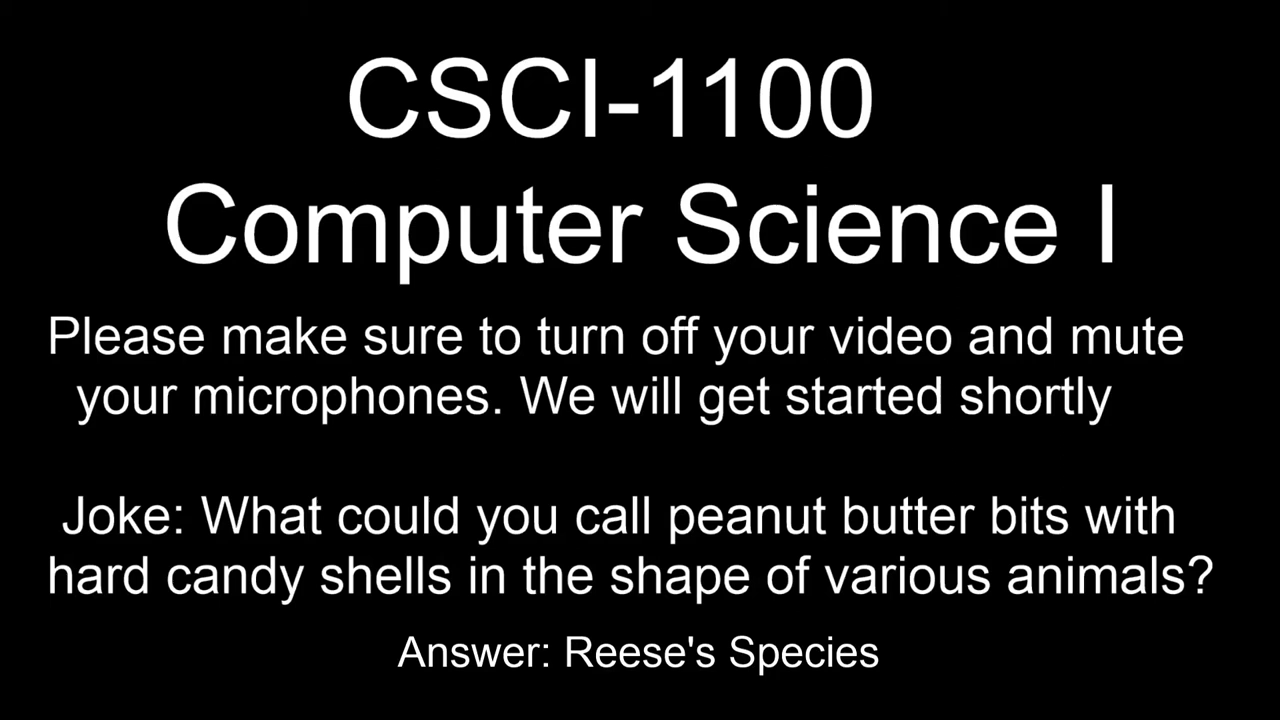 CSCI-1100
Computer Science I
Please make sure to turn off your video and mute
your microphones. We will get started shortly
Joke: What could you call peanut butter bits with
hard candy shells in the shape of various animals?
Answer: Reese's Species